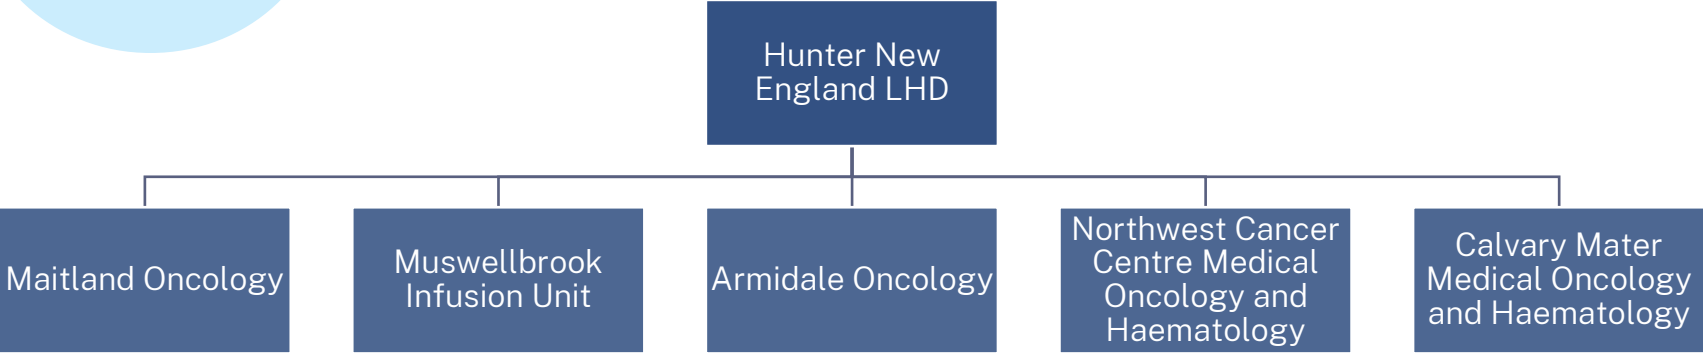 Hunter New
England LHD
Maitland Oncology
Muswellbrook
Infusion Unit
Armidale Oncology
Northwest Cancer
Centre Medical
Oncology and
Haematology
Calvary Mater
Medical Oncology
and Haematology